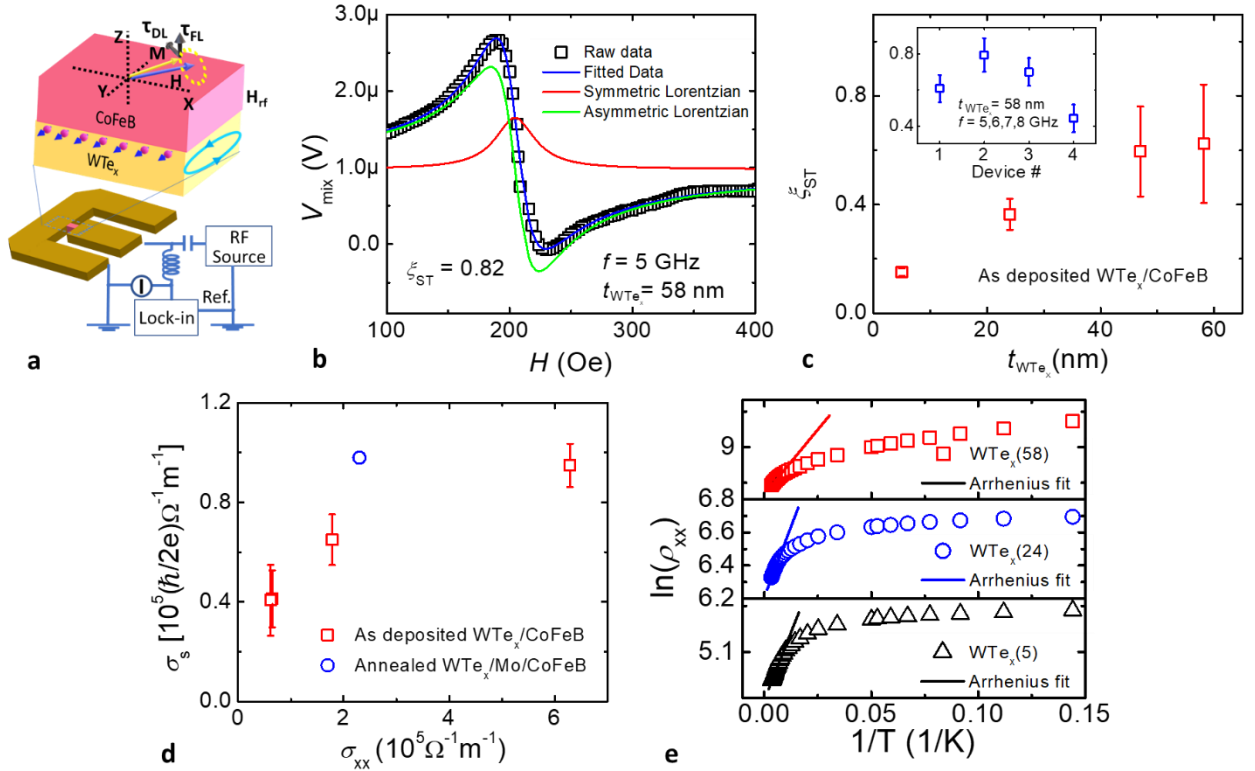 Z
τDL
τFL
M
H
Y
X
CoFeB
Hrf
WTeₓ
RF
Source
I
Ref.
Lock-in
a
3.0μ
2.0μ
1.0μ
0.0
Vmix (V)
Raw data
Fitted Data
Symmetric Lorentzian
Asymmetric Lorentzian
ξST = 0.82
f = 5 GHz
tWTeₓ = 58 nm
100 200 300 400
H (Oe)
b
0.8
0.4
0.0
ξST
0.8
0.4
tWTeₓ = 58 nm
f = 5,6,7,8 GHz
1 2 3 4
Device #
As deposited WTeₓ/CoFeB
0 20 40 60
tWTeₓ(nm)
c
1.2
0.8
0.4
0.0
σs [10⁵(ħ/2e)Ω⁻¹m⁻¹]
As deposited WTeₓ/CoFeB
Annealed WTeₓ/Mo/CoFeB
0 2 4 6
σxx (10⁵Ω⁻¹m⁻¹)
d
ln(ρxx)
9
6.8
WTeₓ(58)
Arrhenius fit
6.6
6.4
6.2
WTeₓ(24)
Arrhenius fit
5.1
WTeₓ(5)
Arrhenius fit
0.00 0.05 0.10 0.15
1/T (1/K)
e